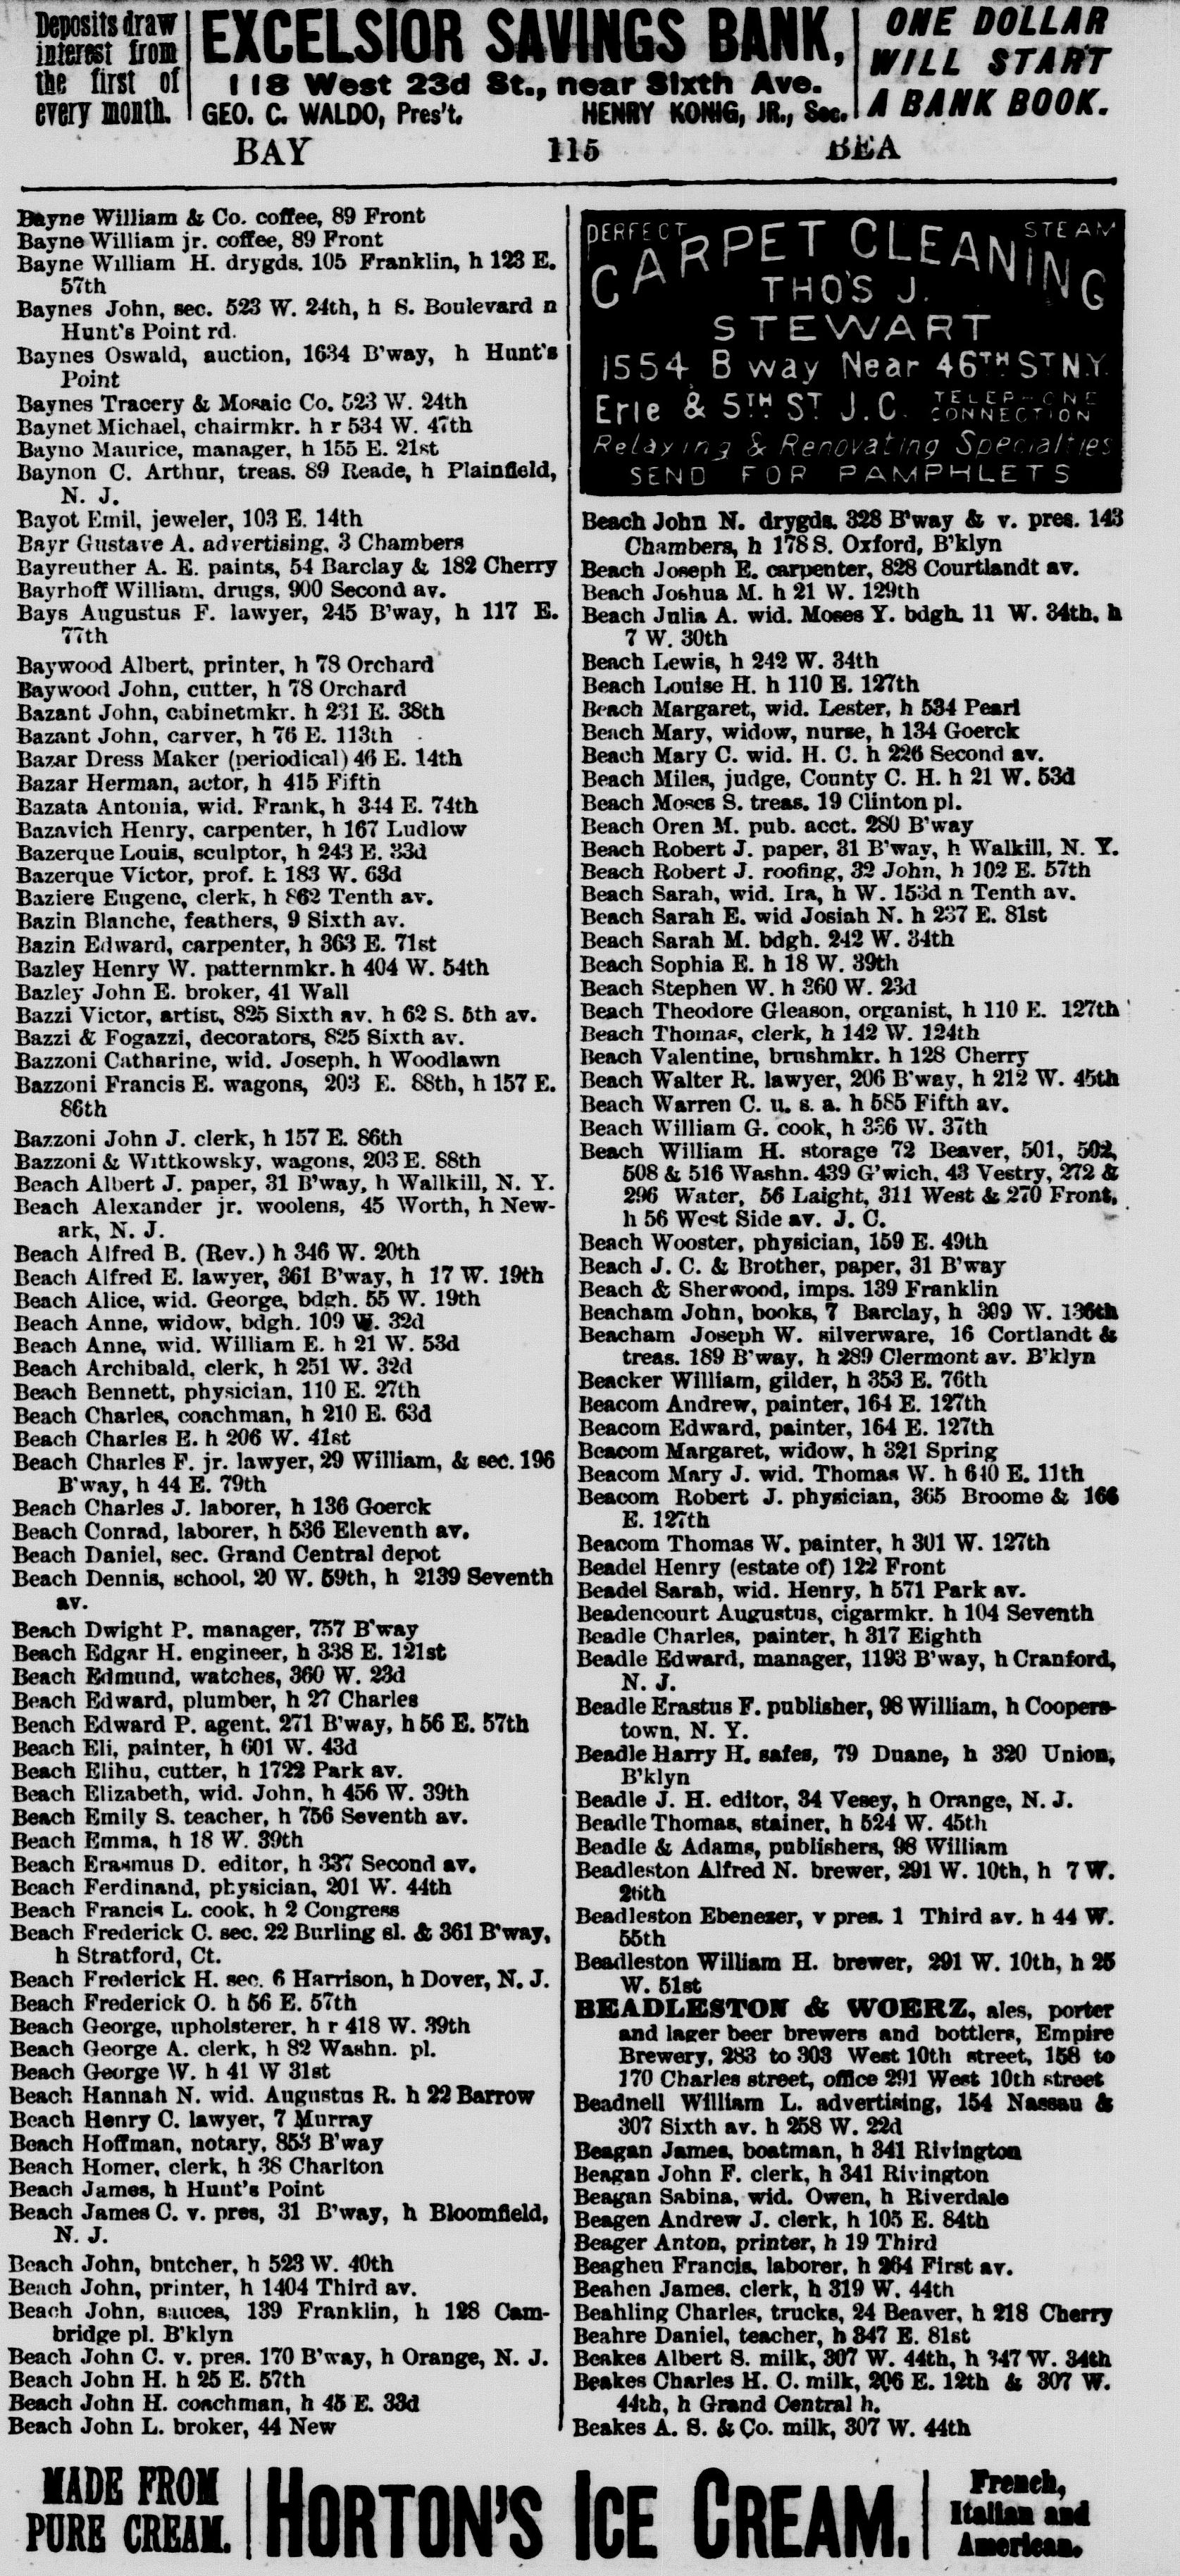 Deposits draw
interest from
the first of
every month.
EXCELSIOR SAVINGS BANK,
118 West 23d St., near Sixth Ave.
GEO. C. WALDO, Pres't.
HENRY KONIG, JR., Sec.
ONE DOLLAR
WILL START
A BANK BOOK.
BAY
115
BEA
Bayne William & Co. coffee, 89 Front
Bayne William jr. coffee, 89 Front
Bayne William H. drygds. 105 Franklin, h 123 E.
57th
Baynes John, sec. 523 W. 24th, h S. Boulevard n
Hunt's Point rd.
Baynes Oswald, auction, 1634 B'way, h Hunt's
Point
Baynes Tracery & Mosaic Co. 523 W. 24th
Baynet Michael, chairmkr. h r 534 W. 47th
Bayno Maurice, manager, h 155 E. 21st
Baynon C. Arthur, treas. 89 Reade, h Plainfield,
N. J.
Bayot Emil, jeweler, 103 E. 14th
Bayr Gustave A. advertising, 3 Chambers
Bayreuther A. E. paints, 54 Barclay & 182 Cherry
Bayrhoff William, drugs, 900 Second av.
Bays Augustus F. lawyer, 245 B'way, h 117 E.
77th
Baywood Albert, printer, h 78 Orchard
Baywood John, cutter, h 78 Orchard
Bazant John, cabinetmkr. h 231 E. 38th
Bazant John, carver, h 76 E. 113th
Bazar Dress Maker (periodical) 46 E. 14th
Bazar Herman, actor, h 415 Fifth
Bazata Antonia, wid. Frank, h 344 E. 74th
Bazavich Henry, carpenter, h 167 Ludlow
Bazerque Louis, sculptor, h 243 E. 33d
Bazerque Victor, prof. h 183 W. 63d
Baziere Eugene, clerk, h 862 Tenth av.
Bazin Blanche, feathers, 9 Sixth av.
Bazin Edward, carpenter, h 363 E. 71st
Bazley Henry W. patternmkr. h 404 W. 54th
Bazley John E. broker, 41 Wall
Bazzi Victor, artist, 825 Sixth av. h 62 S. 5th av.
Bazzi & Fogazzi, decorators, 825 Sixth av.
Bazzoni Catharine, wid. Joseph, h Woodlawn
Bazzoni Francis E. wagons, 203 E. 88th, h 157 E.
86th
Bazzoni John J. clerk, h 157 E. 86th
Bazzoni & Wittkowsky, wagons, 203 E. 88th
Beach Albert J. paper, 31 B'way, h Wallkill, N. Y.
Beach Alexander jr. woolens, 45 Worth, h New-
ark, N. J.
Beach Alfred B. (Rev.) h 346 W. 20th
Beach Alfred E. lawyer, 361 B'way, h 17 W. 19th
Beach Alice, wid. George, bdgh. 55 W. 19th
Beach Anne, widow, bdgh. 109 W. 32d
Beach Anne, wid. William E. h 21 W. 53d
Beach Archibald, clerk, h 251 W. 32d
Beach Bennett, physician, 110 E. 27th
Beach Charles, coachman, h 210 E. 63d
Beach Charles E. h 206 W. 41st
Beach Charles F. jr. lawyer, 29 William, & sec. 196
B'way, h 44 E. 79th
Beach Charles J. laborer, h 136 Goerck
Beach Conrad, laborer, h 536 Eleventh av.
Beach Daniel, sec. Grand Central depot
Beach Dennis, school, 20 W. 59th, h 2139 Seventh
av.
Beach Dwight P. manager, 757 B'way
Beach Edgar H. engineer, h 338 E. 121st
Beach Edmund, watches, 360 W. 23d
Beach Edward, plumber, h 27 Charles
Beach Edward P. agent. 271 B'way, h 56 E. 57th
Beach Eli, painter, h 601 W. 43d
Beach Elihu, cutter, h 1722 Park av.
Beach Elizabeth, wid. John, h 456 W. 39th
Beach Emily S. teacher, h 756 Seventh av.
Beach Emma, h 18 W. 39th
Beach Erasmus D. editor, h 337 Second av.
Beach Ferdinand, physician, 201 W. 44th
Beach Francis L. cook, h 2 Congress
Beach Frederick C. sec. 22 Burling sl. & 361 B'way,
h Stratford, Ct.
Beach Frederick H. sec. 6 Harrison, h Dover, N. J.
Beach Frederick O. h 56 E. 57th
Beach George, upholsterer, h r 418 W. 39th
Beach George A. clerk, h 82 Washn. pl.
Beach George W. h 41 W 31st
Beach Hannah N. wid. Augustus R. h 22 Barrow
Beach Henry C. lawyer, 7 Murray
Beach Hoffman, notary, 853 B'way
Beach Homer, clerk, h 38 Charlton
Beach James, h Hunt's Point
Beach James C. v. pres, 31 B'way, h Bloomfield,
N. J.
Beach John, butcher, h 523 W. 40th
Beach John, printer, h 1404 Third av.
Beach John, sauces, 139 Franklin, h 128 Cam-
bridge pl. B'klyn
Beach John C. v. pres. 170 B'way, h Orange, N. J.
Beach John H. h 25 E. 57th
Beach John H. coachman, h 45 E. 33d
Beach John L. broker, 44 New
PERFECT STEAM
CARPET CLEANING
THO'S J.
STEWART
1554 B way Near 46TH ST N.Y.
Erie & 5TH ST J.C. TELEPHONE CONNECTION
Relaying & Renovating Specialties
SEND FOR PAMPHLETS
Beach John N. drygds. 328 B'way & v. pres. 143
Chambers, h 178 S. Oxford, B'klyn
Beach Joseph E. carpenter, 828 Courtlandt av.
Beach Joshua M. h 21 W. 129th
Beach Julia A. wid. Moses Y. bdgh. 11 W. 34th, h
7 W. 30th
Beach Lewis, h 242 W. 34th
Beach Louise H. h 110 E. 127th
Beach Margaret, wid. Lester, h 534 Pearl
Beach Mary, widow, nurse, h 134 Goerck
Beach Mary C. wid. H. C. h 226 Second av.
Beach Miles, judge, County C. H. h 21 W. 53d
Beach Moses S. treas. 19 Clinton pl.
Beach Oren M. pub. acct. 280 B'way
Beach Robert J. paper, 31 B'way, h Walkill, N. Y.
Beach Robert J. roofing, 32 John, h 102 E. 57th
Beach Sarah, wid. Ira, h W. 153d n Tenth av.
Beach Sarah E. wid Josiah N. h 237 E. 81st
Beach Sarah M. bdgh. 242 W. 34th
Beach Sophia E. h 18 W. 39th
Beach Stephen W. h 360 W. 23d
Beach Theodore Gleason, organist, h 110 E. 127th
Beach Thomas, clerk, h 142 W. 124th
Beach Valentine, brushmkr. h 128 Cherry
Beach Walter R. lawyer, 206 B'way, h 212 W. 45th
Beach Warren C. u. s. a. h 585 Fifth av.
Beach William G. cook, h 336 W. 37th
Beach William H. storage 72 Beaver, 501, 502,
508 & 516 Washn. 439 G'wich. 43 Vestry, 272 &
296 Water, 56 Laight, 311 West & 270 Front,
h 56 West Side av. J. C.
Beach Wooster, physician, 159 E. 49th
Beach J. C. & Brother, paper, 31 B'way
Beach & Sherwood, imps. 139 Franklin
Beacham John, books, 7 Barclay, h 309 W. 136th
Beacham Joseph W. silverware, 16 Cortlandt &
treas. 189 B'way, h 289 Clermont av. B'klyn
Beacker William, gilder, h 353 E. 76th
Beacom Andrew, painter, 164 E. 127th
Beacom Edward, painter, 164 E. 127th
Beacom Margaret, widow, h 321 Spring
Beacom Mary J. wid. Thomas W. h 640 E. 11th
Beacom Robert J. physician, 365 Broome & 166
E. 127th
Beacom Thomas W. painter, h 301 W. 127th
Beadel Henry (estate of) 122 Front
Beadel Sarah, wid. Henry, h 571 Park av.
Beadencourt Augustus, cigarmkr. h 104 Seventh
Beadle Charles, painter, h 317 Eighth
Beadle Edward, manager, 1193 B'way, h Cranford,
N. J.
Beadle Erastus F. publisher, 98 William, h Coopers-
town, N. Y.
Beadle Harry H. safes, 79 Duane, h 320 Union,
B'klyn
Beadle J. H. editor, 34 Vesey, h Orange, N. J.
Beadle Thomas, stainer, h 524 W. 45th
Beadle & Adams, publishers, 98 William
Beadleston Alfred N. brewer, 291 W. 10th, h 7 W.
26th
Beadleston Ebenezer, v pres. 1 Third av. h 44 W.
55th
Beadleston William H. brewer, 291 W. 10th, h 25
W. 51st
BEADLESTON & WOERZ, ales, porter
and lager beer brewers and bottlers, Empire
Brewery, 283 to 303 West 10th street, 158 to
170 Charles street, office 291 West 10th street
Beadnell William L. advertising, 154 Nassau &
307 Sixth av. h 258 W. 22d
Beagan James, boatman, h 341 Rivington
Beagan John F. clerk, h 341 Rivington
Beagan Sabina, wid. Owen, h Riverdale
Beagen Andrew J. clerk, h 105 E. 84th
Beager Anton, printer, h 19 Third
Beaghen Francis, laborer, h 264 First av.
Beahen James, clerk, h 319 W. 44th
Beahling Charles, trucks, 24 Beaver, h 218 Cherry
Beahre Daniel, teacher, h 347 E. 81st
Beakes Albert S. milk, 307 W. 44th, h 347 W. 34th
Beakes Charles H. C. milk, 206 E. 12th & 307 W.
44th, h Grand Central h.
Beakes A. S. & Co. milk, 307 W. 44th
MADE FROM
PURE CREAM.
HORTON'S ICE CREAM.
French,
Italian and
American.